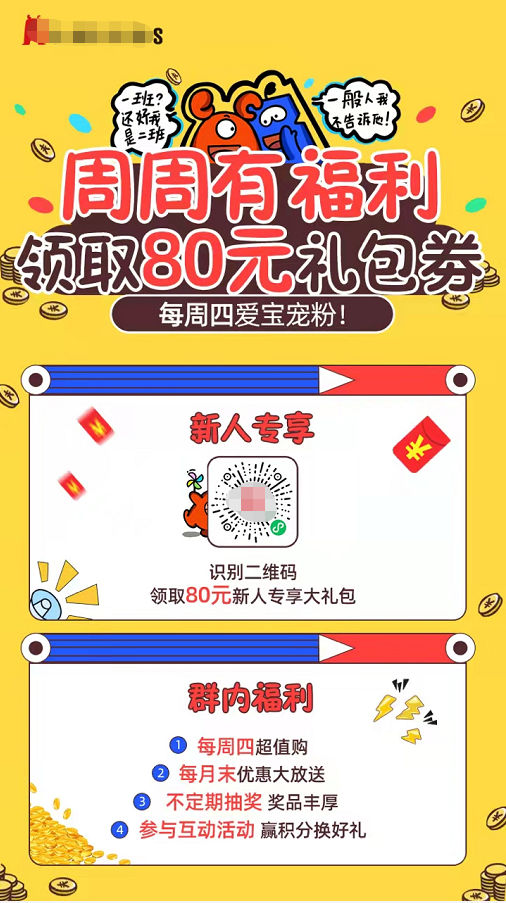 S
一班?
还好我
是二班
一般人我
不告诉他!
周周有福利
领取80元礼包券
每周四爱宝宠粉!
新人专享
识别二维码
领取80元新人专享大礼包
群内福利
1 每周四超值购
2 每月末优惠大放送
3 不定期抽奖 奖品丰厚
4 参与互动活动 赢积分换好礼